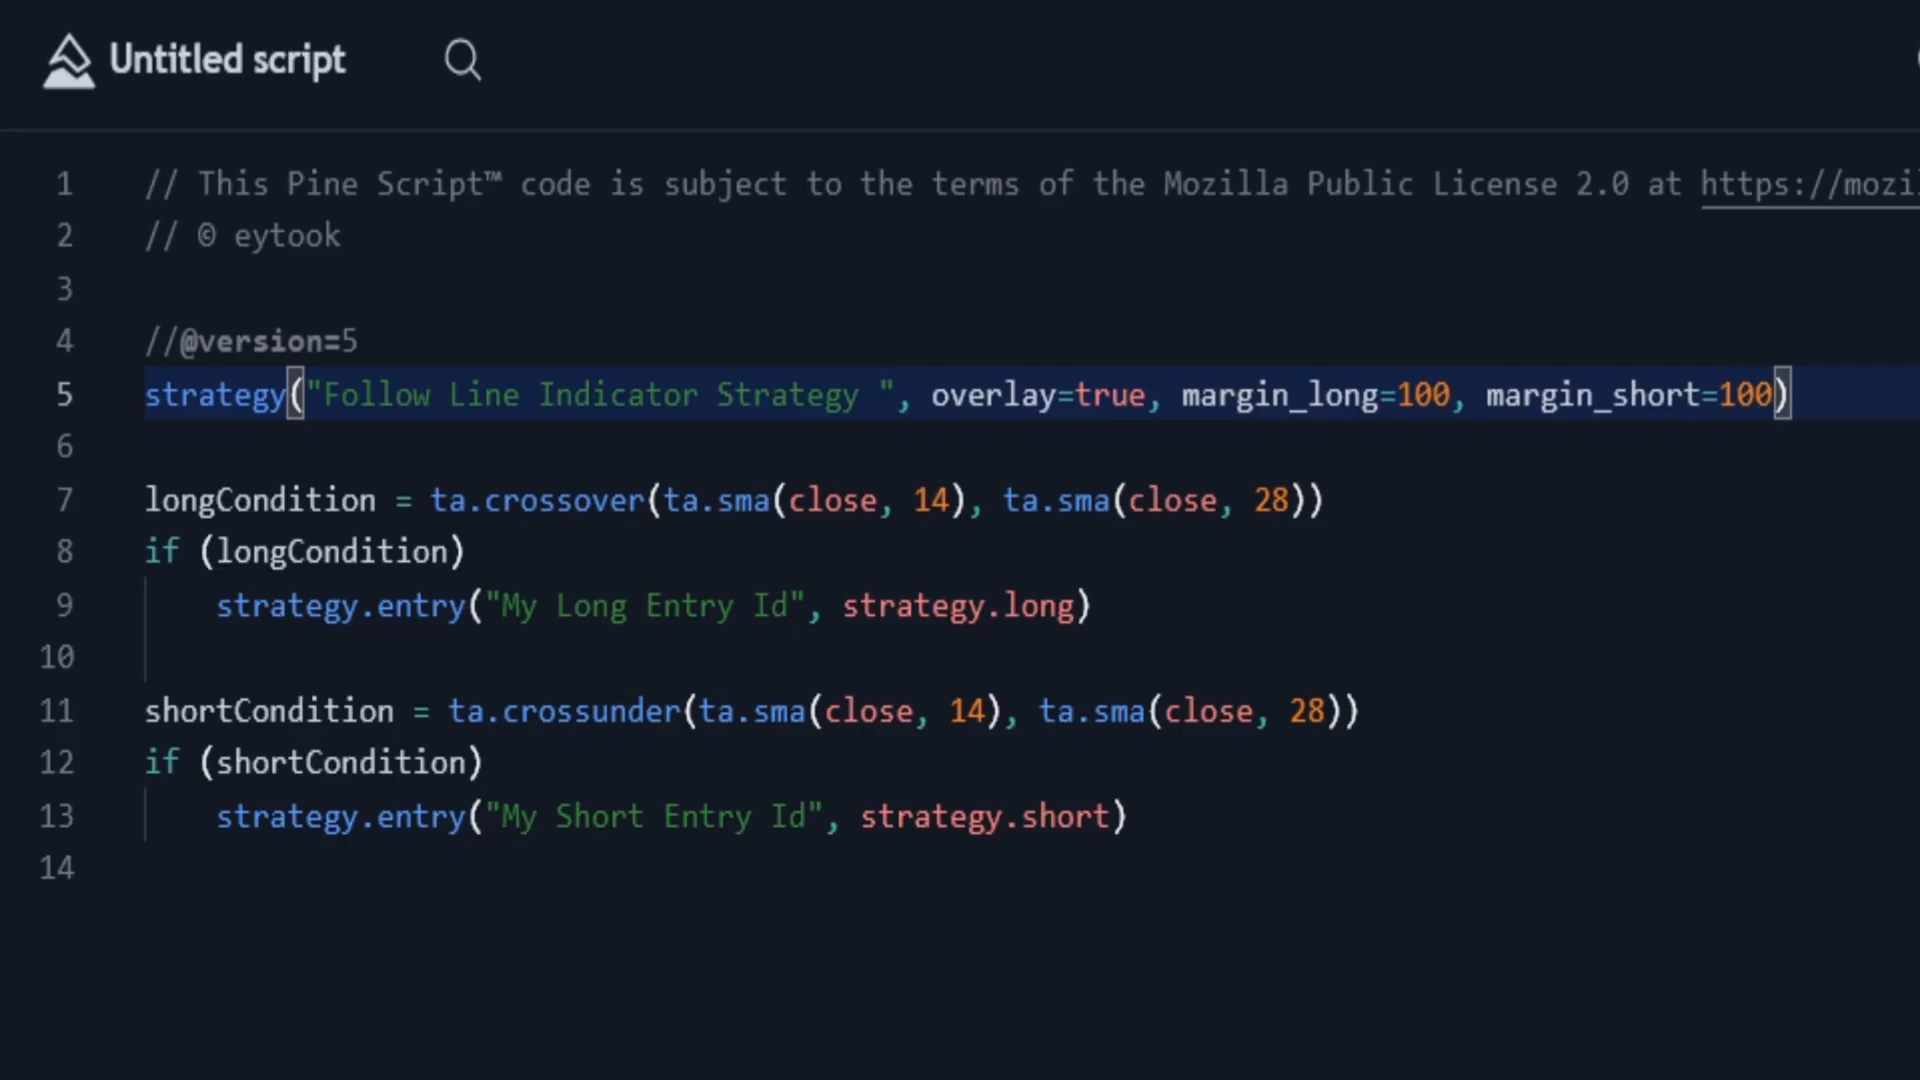 Untitled script
1 // This Pine Script™ code is subject to the terms of the Mozilla Public License 2.0 at https://mozil
2 // © eytook
3
4 //@version=5
5 strategy("Follow Line Indicator Strategy ", overlay=true, margin_long=100, margin_short=100)
6
7 longCondition = ta.crossover(ta.sma(close, 14), ta.sma(close, 28))
8 if (longCondition)
9     strategy.entry("My Long Entry Id", strategy.long)
10
11 shortCondition = ta.crossunder(ta.sma(close, 14), ta.sma(close, 28))
12 if (shortCondition)
13     strategy.entry("My Short Entry Id", strategy.short)
14